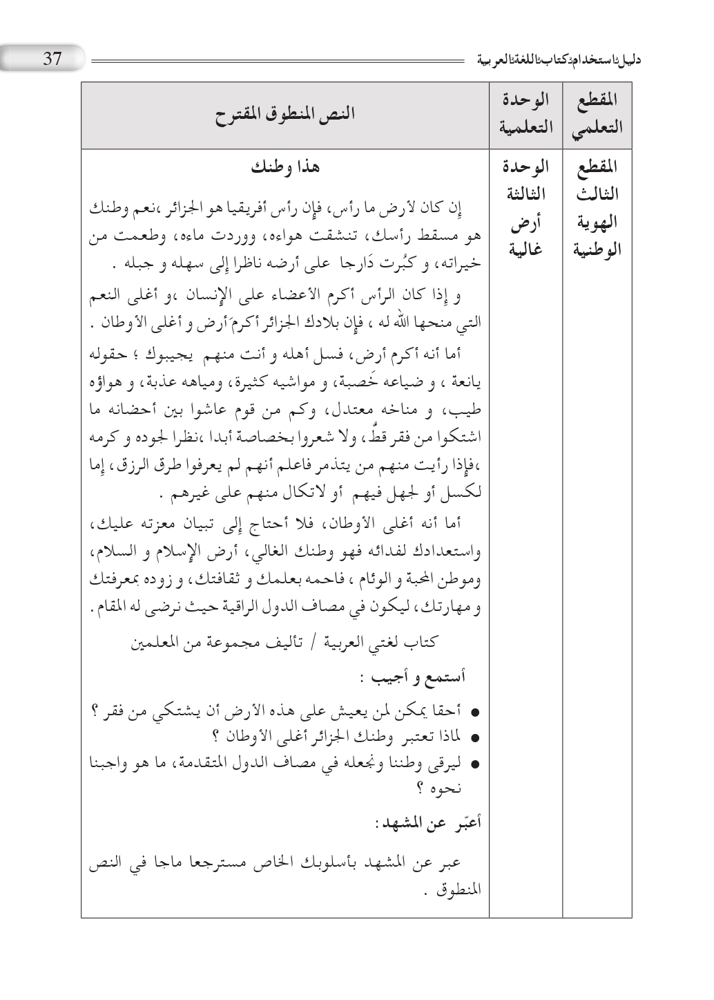 دليل استخدام كتاب اللغة العربية
37
المقطع التعلمي
الوحدة التعلمية
النص المنطوق المقترح
المقطع
الثالث
الهوية
الوطنية
الوحدة
الثالثة
أرض
غالية
هذا وطنك
إن كان لأرض ما رأس، فإن رأس أفريقيا هو الجزائر ،نعم وطنك
هو مسقط رأسك، تنشقت هواءه، ووردت ماءه، وطعمت من
خيراته، و كبُرت دَارجا على أرضه ناظرا إلى سهله و جبله .
و إذا كان الرأس أكرم الأعضاء على الإنسان ،و أغلى النعم
التي منحها الله له ، فإن بلادك الجزائر أكرمَ أرض و أغلى الأوطان .
أما أنه أكرم أرض، فسل أهله و أنت منهم يجيبوك ؛ حقوله
يانعة ، و ضياعه خَصبة، و مواشيه كثيرة، ومياهه عذبة، و هواؤه
طيب، و مناخه معتدل، وكم من قوم عاشوا بين أحضانه ما
اشتكوا من فقر قطُّ، ولا شعروا بخصاصة أبدا ،نظرا لجوده و كرمه
،فإذا رأيت منهم من يتذمر فاعلم أنهم لم يعرفوا طرق الرزق، إما
لكسل أو لجهل فيهم أو لاتكال منهم على غيرهم .
أما أنه أغلى الأوطان، فلا أحتاج إلى تبيان معزته عليك،
واستعدادك لفدائه فهو وطنك الغالي، أرض الإسلام و السلام،
وموطن المحبة و الوئام ، فاحمه بعلمك و ثقافتك، و زوده بمعرفتك
و مهارتك، ليكون في مصاف الدول الراقية حيث نرضى له المقام.
كتاب لغتي العربية / تأليف مجموعة من المعلمين
أستمع و أجيب :
● أحقا يمكن لمن يعيش على هذه الأرض أن يشتكي من فقر ؟
● لماذا تعتبر وطنك الجزائر أغلى الأوطان ؟
● ليرقى وطننا ونجعله في مصاف الدول المتقدمة، ما هو واجبنا
نحوه ؟
أعبّر عن المشهد:
عبر عن المشهد بأسلوبك الخاص مسترجعا ماجا في النص
المنطوق .